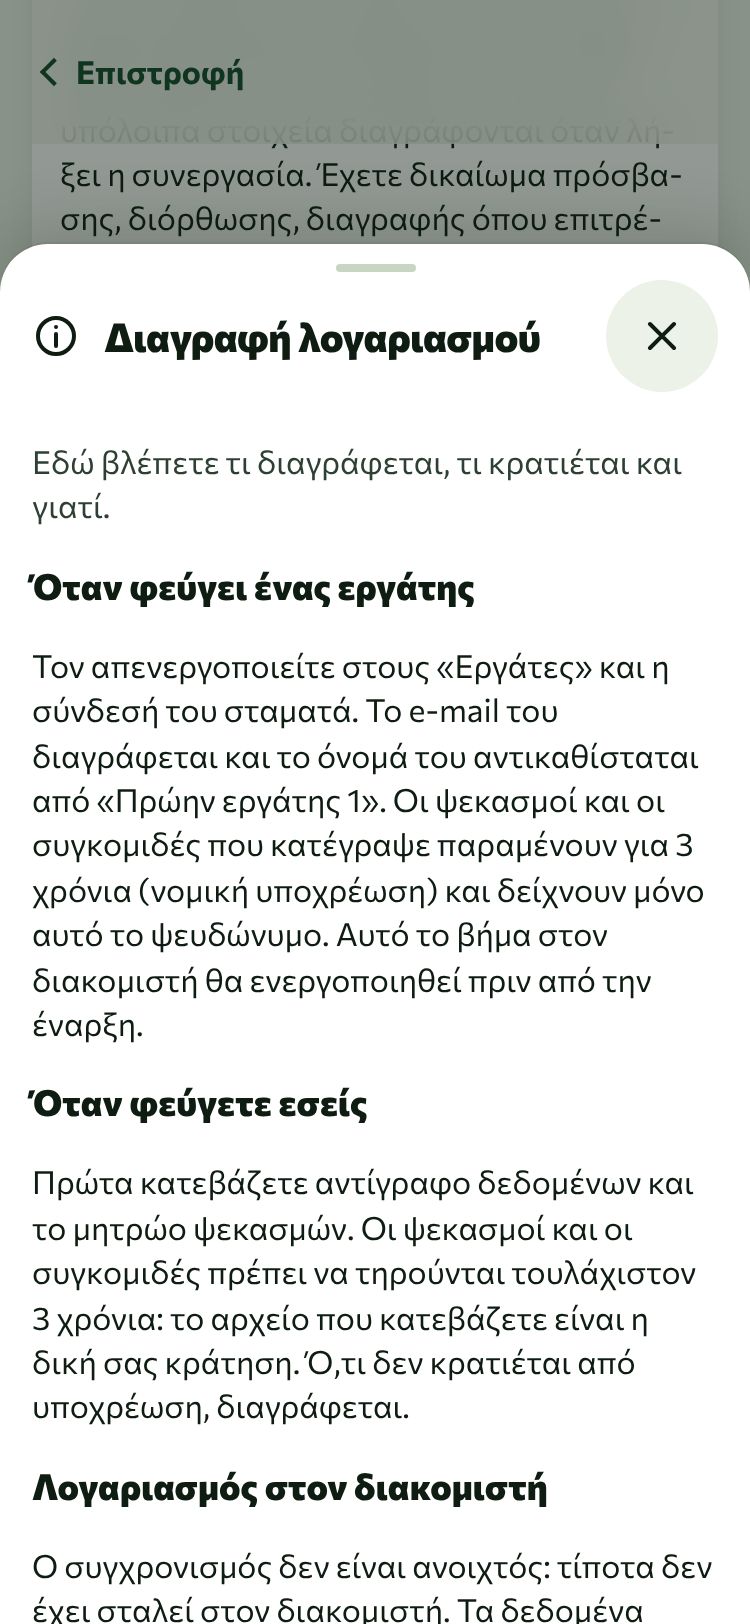 Επιστροφή
υπόλοιπα στοιχεία διαγράφονται όταν λή-
ξει η συνεργασία. Έχετε δικαίωμα πρόσβα-
σης, διόρθωσης, διαγραφής όπου επιτρέ-
Διαγραφή λογαριασμού
Εδώ βλέπετε τι διαγράφεται, τι κρατιέται και
γιατί.
Όταν φεύγει ένας εργάτης
Τον απενεργοποιείτε στους «Εργάτες» και η
σύνδεσή του σταματά. Το e-mail του
διαγράφεται και το όνομά του αντικαθίσταται
από «Πρώην εργάτης 1». Οι ψεκασμοί και οι
συγκομιδές που κατέγραψε παραμένουν για 3
χρόνια (νομική υποχρέωση) και δείχνουν μόνο
αυτό το ψευδώνυμο. Αυτό το βήμα στον
διακομιστή θα ενεργοποιηθεί πριν από την
έναρξη.
Όταν φεύγετε εσείς
Πρώτα κατεβάζετε αντίγραφο δεδομένων και
το μητρώο ψεκασμών. Οι ψεκασμοί και οι
συγκομιδές πρέπει να τηρούνται τουλάχιστον
3 χρόνια: το αρχείο που κατεβάζετε είναι η
δική σας κράτηση. Ό,τι δεν κρατιέται από
υποχρέωση, διαγράφεται.
Λογαριασμός στον διακομιστή
Ο συγχρονισμός δεν είναι ανοιχτός: τίποτα δεν
έχει σταλεί στον διακομιστή. Τα δεδομένα